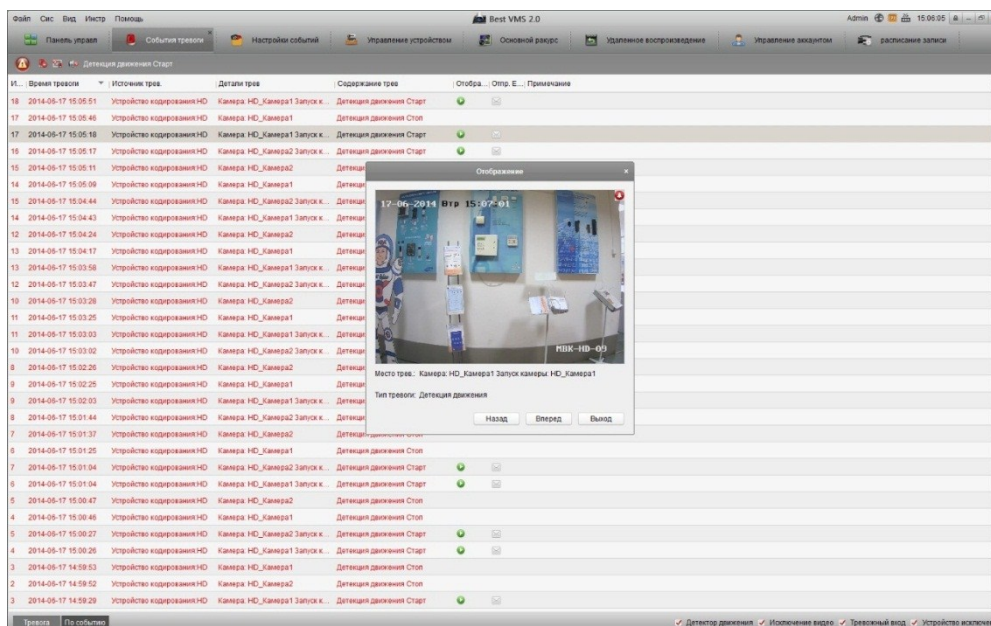 Файл Сис Вид Инстр Помощь Best VMS 2.0 Admin 15:06:05
Панель управл События тревоги Настройки событий Управление устройством Основной ракурс Удаленное воспроизведение Управление аккаунтом расписание записи
Детекция движения Старт
И... Время тревоги Источник трев. Детали трев Содержание трев Отобра... Отпр. E... Примечание
18 2014-06-17 15:05:51 Устройство кодирования:HD Камера: HD_Камера1 Запуск к... Детекция движения Старт
17 2014-06-17 15:05:46 Устройство кодирования:HD Камера: HD_Камера1 Детекция движения Стоп
17 2014-06-17 15:05:18 Устройство кодирования:HD Камера: HD_Камера1 Запуск к... Детекция движения Старт
16 2014-06-17 15:05:17 Устройство кодирования:HD Камера: HD_Камера2 Запуск к... Детекция движения Старт
15 2014-06-17 15:05:11 Устройство кодирования:HD Камера: HD_Камера2 Детекци
14 2014-06-17 15:05:09 Устройство кодирования:HD Камера: HD_Камера1 Детекци
15 2014-06-17 15:04:44 Устройство кодирования:HD Камера: HD_Камера2 Запуск к... Детекци
14 2014-06-17 15:04:43 Устройство кодирования:HD Камера: HD_Камера1 Запуск к... Детекци
12 2014-06-17 15:04:24 Устройство кодирования:HD Камера: HD_Камера2 Детекци
13 2014-06-17 15:04:17 Устройство кодирования:HD Камера: HD_Камера1 Детекци
13 2014-06-17 15:03:56 Устройство кодирования:HD Камера: HD_Камера1 Запуск к... Детекци
12 2014-06-17 15:03:47 Устройство кодирования:HD Камера: HD_Камера2 Запуск к... Детекци
10 2014-06-17 15:03:28 Устройство кодирования:HD Камера: HD_Камера2 Детекци
11 2014-06-17 15:03:25 Устройство кодирования:HD Камера: HD_Камера1 Детекци
11 2014-06-17 15:03:03 Устройство кодирования:HD Камера: HD_Камера1 Запуск к... Детекци
10 2014-06-17 15:03:02 Устройство кодирования:HD Камера: HD_Камера2 Запуск к... Детекци
8 2014-06-17 15:02:26 Устройство кодирования:HD Камера: HD_Камера2 Детекци
9 2014-06-17 15:02:25 Устройство кодирования:HD Камера: HD_Камера1 Детекци
9 2014-06-17 15:02:03 Устройство кодирования:HD Камера: HD_Камера1 Запуск к... Детекци
8 2014-06-17 15:01:44 Устройство кодирования:HD Камера: HD_Камера2 Запуск к... Детекци
7 2014-06-17 15:01:37 Устройство кодирования:HD Камера: HD_Камера2 Детекци
6 2014-06-17 15:01:25 Устройство кодирования:HD Камера: HD_Камера1 Детекция движения Стоп
7 2014-06-17 15:01:04 Устройство кодирования:HD Камера: HD_Камера2 Запуск к... Детекция движения Старт
6 2014-06-17 15:01:04 Устройство кодирования:HD Камера: HD_Камера1 Запуск к... Детекция движения Старт
5 2014-06-17 15:00:47 Устройство кодирования:HD Камера: HD_Камера2 Детекция движения Стоп
4 2014-06-17 15:00:46 Устройство кодирования:HD Камера: HD_Камера1 Детекция движения Стоп
5 2014-06-17 15:00:27 Устройство кодирования:HD Камера: HD_Камера2 Запуск к... Детекция движения Старт
4 2014-06-17 15:00:26 Устройство кодирования:HD Камера: HD_Камера1 Запуск к... Детекция движения Старт
3 2014-06-17 14:59:53 Устройство кодирования:HD Камера: HD_Камера1 Детекция движения Стоп
2 2014-06-17 14:59:52 Устройство кодирования:HD Камера: HD_Камера2 Детекция движения Стоп
3 2014-06-17 14:59:29 Устройство кодирования:HD Камера: HD_Камера1 Запуск к... Детекция движения Старт
Отображение
17-06-2014 Втр 15:07:01
MBK-HD-09
Место трев.: Камера: HD_Камера1 Запуск камеры: HD_Камера1
Тип тревоги: Детекция движения
Назад Вперед Выход
Тревога По событию Детектор движения Исключение видео Тревожный вход Устройство исключен